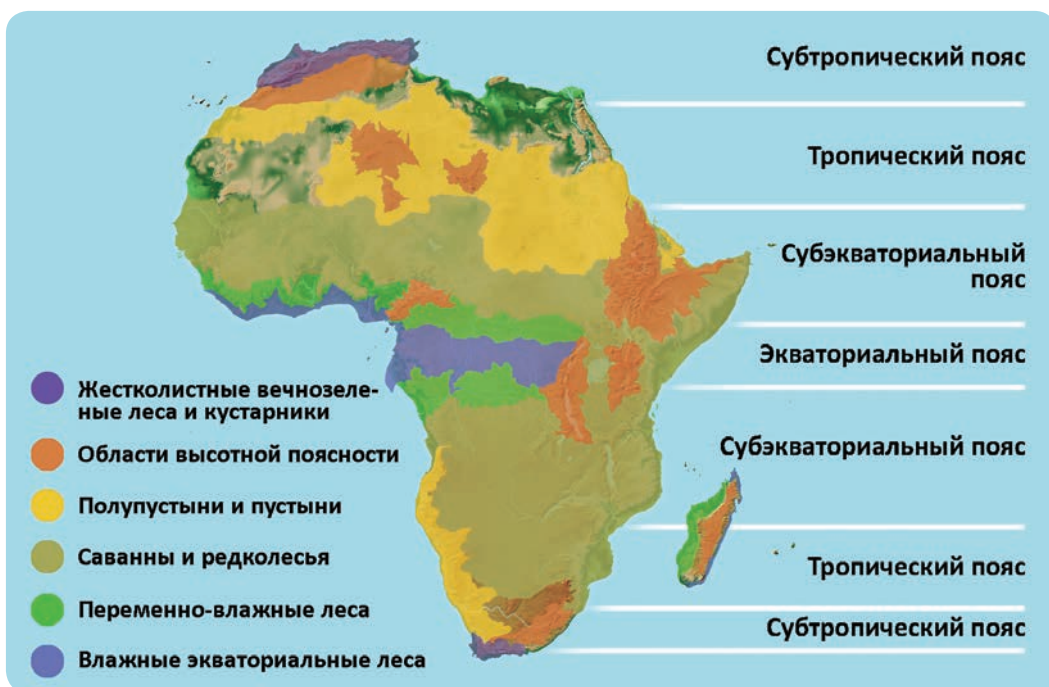 Субтропический пояс
Тропический пояс
Субэкваториальный
пояс
Экваториальный пояс
Субэкваториальный пояс
Тропический пояс
Субтропический пояс
Жестколистные вечнозеле-
ные леса и кустарники
Области высотной поясности
Полупустыни и пустыни
Саванны и редколесья
Переменно-влажные леса
Влажные экваториальные леса